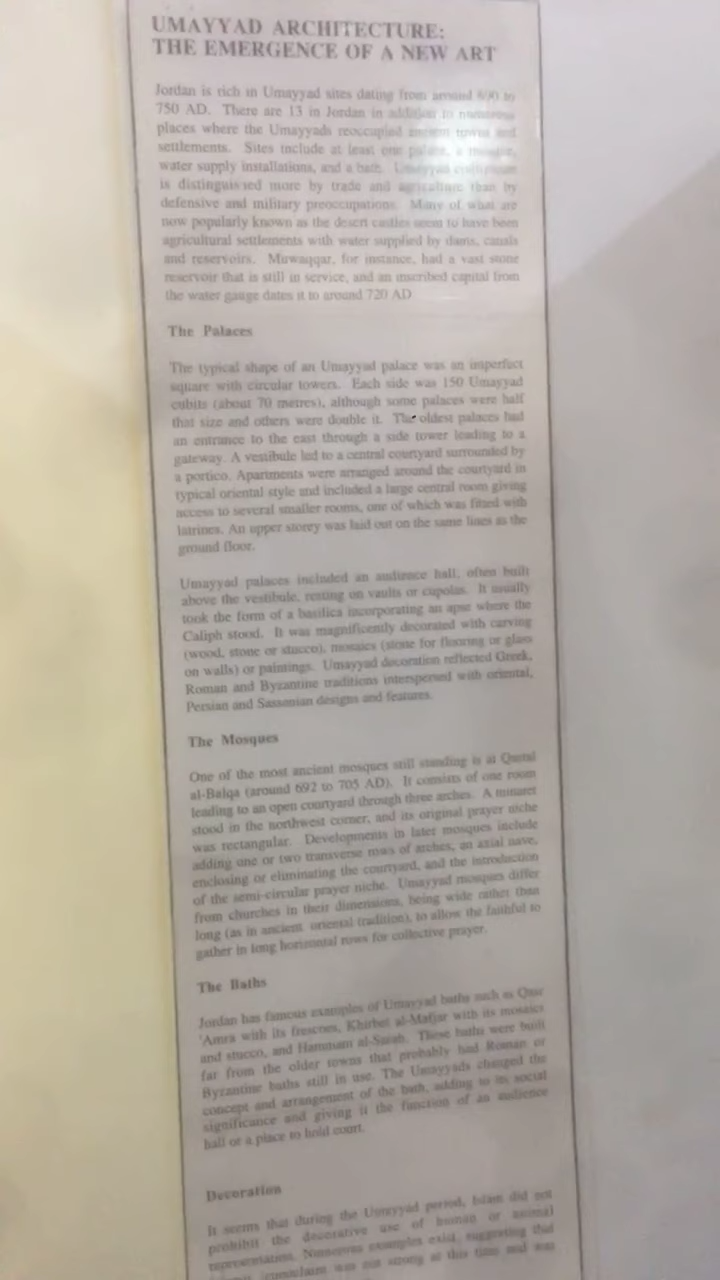 UMAYYAD ARCHITECTURE:
THE EMERGENCE OF A NEW ART
Jordan is rich in Umayyad sites dating from around 690 to
750 AD. There are 13 in Jordan in addition to numerous
places where the Umayyads reoccupied ancient towns and
settlements. Sites include at least one palace, a mosque,
water supply installations, and a bath. Umayyad civilization
is distinguished more by trade and agriculture than by
defensive and military preoccupations. Many of what are
now popularly known as the desert castles seem to have been
agricultural settlements with water supplied by dams, canals
and reservoirs. Muwaqqar, for instance, had a vast stone
reservoir that is still in service, and an inscribed capital from
the water gauge dates it to around 720 AD
The Palaces
The typical shape of an Umayyad palace was an imperfect
square with circular towers. Each side was 150 Umayyad
cubits (about 70 metres), although some palaces were half
that size and others were double it. The oldest palaces had
an entrance to the east through a side tower leading to a
gateway. A vestibule led to a central courtyard surrounded by
a portico. Apartments were arranged around the courtyard in
typical oriental style and included a large central room giving
access to several smaller rooms, one of which was fitted with
latrines. An upper storey was laid out on the same lines as the
ground floor.
Umayyad palaces included an audience hall, often built
above the vestibule, resting on vaults or cupolas. It usually
took the form of a basilica incorporating an apse where the
Caliph stood. It was magnificently decorated with carving
(wood, stone or stucco), mosaics (stone for flooring or glass
on walls) or paintings. Umayyad decoration reflected Greek,
Roman and Byzantine traditions interspersed with oriental,
Persian and Sassanian designs and features.
The Mosques
One of the most ancient mosques still standing is at Qastal
al-Balqa (around 692 to 705 AD). It consists of one room
leading to an open courtyard through three arches. A minaret
stood in the northwest corner, and its original prayer niche
was rectangular. Developments in later mosques include
adding one or two transverse rows of arches, an axial nave,
enclosing or eliminating the courtyard, and the introduction
of the semi-circular prayer niche. Umayyad mosques differ
from churches in their dimensions, being wide rather than
long (as in ancient oriental tradition), to allow the faithful to
gather in long horizontal rows for collective prayer.
The Baths
Jordan has famous examples of Umayyad baths such as Qusr
'Amra with its frescoes, Khirbet al-Mafjar with its mosaics
and stucco, and Hammam al-Sarah. These baths were built
far from the older towns that probably had Roman or
Byzantine baths still in use. The Umayyads changed the
concept and arrangement of the bath, adding to its social
significance and giving it the function of an audience
hall or a place to hold court.
Decoration
It seems that during the Umayyad period, Islam did not
prohibit the decorative use of human or animal
representation. Numerous examples exist, suggesting that
iconoclasm was not strong at this time and was